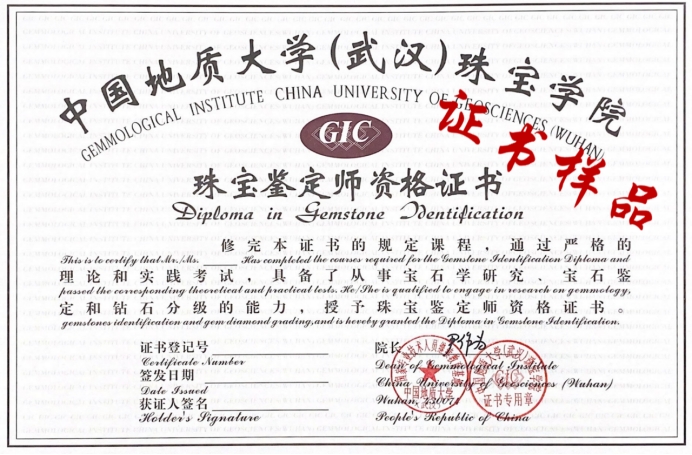 中国地质大学(武汉)珠宝学院
GEMMOLOGICAL INSTITUTE CHINA UNIVERSITY OF GEOSCIENCES (WUHAN)
GIC
证书样品
珠宝鉴定师资格证书
Diploma in Gemstone Identification
修完本证书的规定课程，通过严格的
This is to certify that Mr./Ms. Has completed the courses required for the Gemstone Identification Diploma and
理论和实践考试，具备了从事宝石学研究、宝石鉴
passed the corresponding theoretical and practical tests. He/She is qualified to engage in research on gemmology,
定和钻石分级的能力，授予珠宝鉴定师资格证书。
gemstones identification and gem diamond grading,and is hereby granted the Diploma in Gemstone Identification.
证书登记号
Certificate Number
签发日期
Date Issued
获证人签名
Holder's Signature
院长
Dean of Gemmological Institute
China University of Geosciences (Wuhan)
Wuhan, 430074
People's Republic of China
中国地质大学
GIC
证书专用章